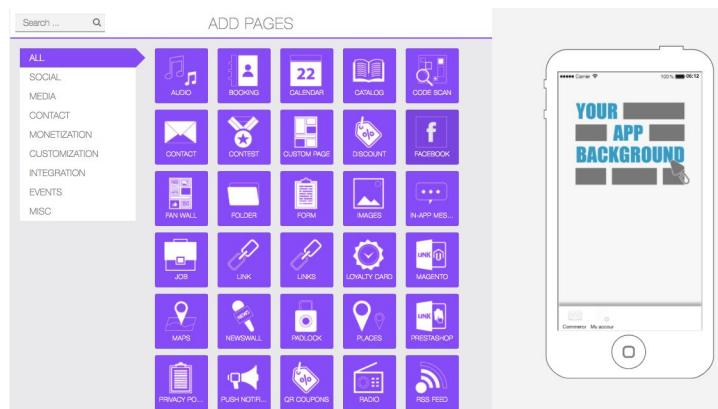 Search ...
ADD PAGES
ALL
SOCIAL
MEDIA
CONTACT
MONETIZATION
CUSTOMIZATION
INTEGRATION
EVENTS
MISC
AUDIO
BOOKING
22
CALENDAR
CATALOG
CODE SCAN
CONTACT
CONTEST
CUSTOM PAGE
DISCOUNT
f
FACEBOOK
FAN WALL
FOLDER
FORM
IMAGES
IN-APP MES...
JOB
LINK
LINKS
LOYALTY CARD
LINK
MAGENTO
MAPS
NEWS
NEWSWALL
PADLOCK
PLACES
LINK
PRESTASHOP
PRIVACY PO...
PUSH NOTIFI...
QR COUPONS
RADIO
RSS FEED
Carrier 100% 06:12
YOUR
APP
BACKGROUND
Commerce My accour